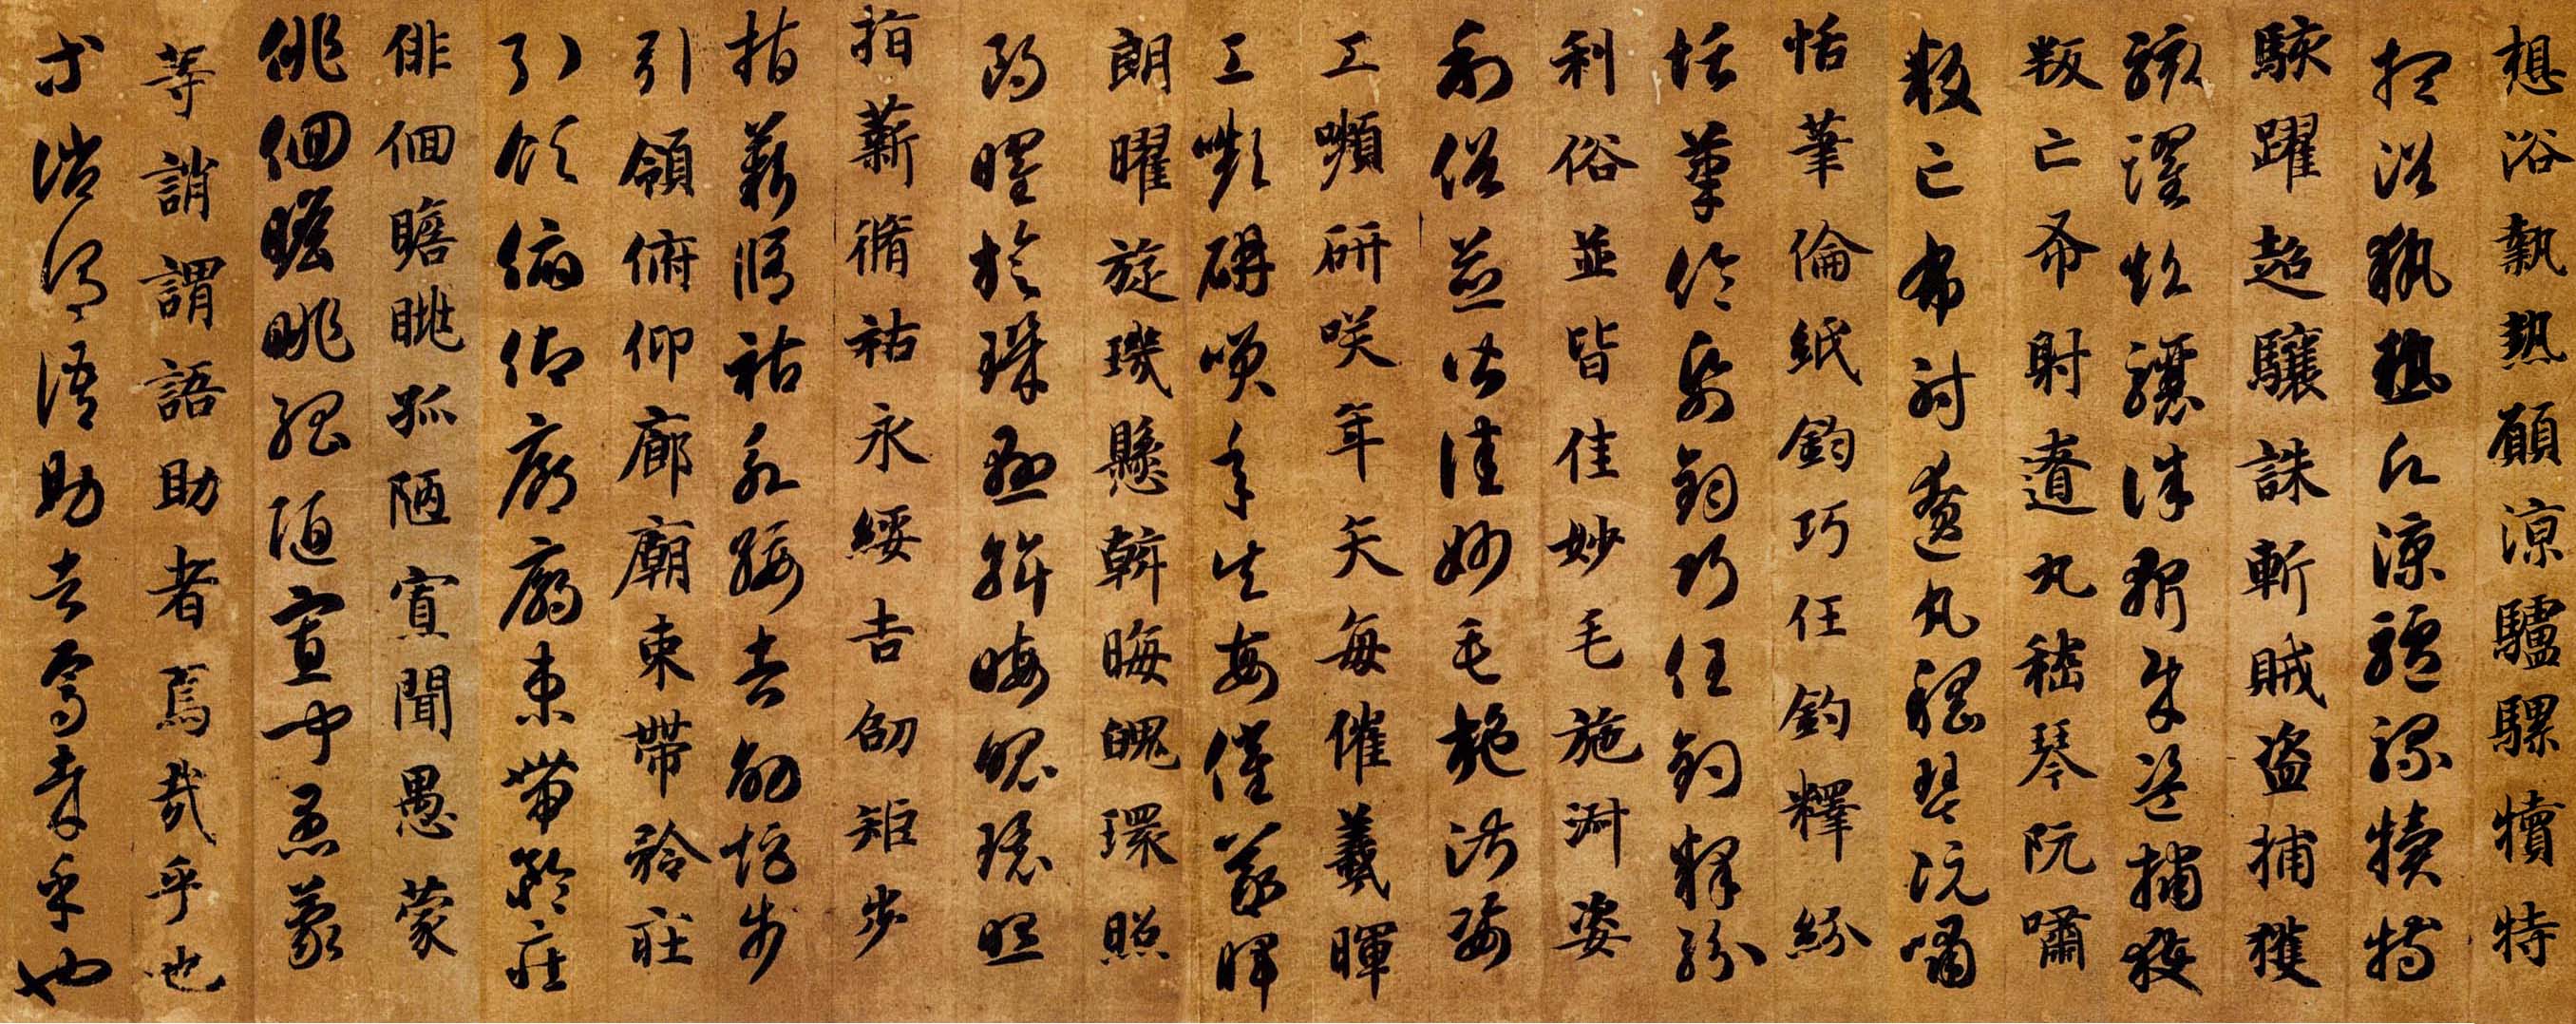 想浴執熱願涼驢騾犢特
想浴執熱願涼驢騾犢特
駭躍超驤誅斬賊盜捕獲
駭躍超驤誅斬賊盜捕獲
叛亡布射遼丸嵇琴阮嘯
叛亡布射遼丸嵇琴阮嘯
恬筆倫紙鈞巧任釣釋紛
恬筆倫紙鈞巧任釣釋紛
利俗並皆佳妙毛施淑姿
利俗並皆佳妙毛施淑姿
工嚬研咲年矢每催羲暉
工嚬研咲年矢每催羲暉
朗曜旋璣懸斡晦魄環照
朗曜旋璣懸斡晦魄環照
指薪脩祜永綏吉劭矩步
指薪脩祜永綏吉劭矩步
引領俯仰廊廟束帶矜莊
引領俯仰廊廟束帶矜莊
俳佪瞻眺孤陋寡聞愚蒙
俳佪瞻眺孤陋寡聞愚蒙
等誚謂語助者焉哉乎也
等誚謂語助者焉哉乎也